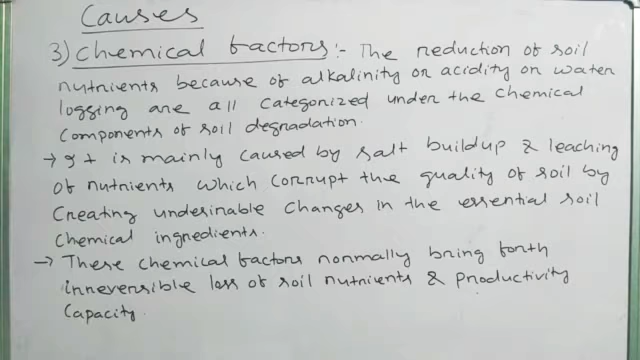 Causes
3) Chemical factors :- The reduction of soil
nutrients because of alkalinity or acidity or water
logging are all categorized under the chemical
components of soil degradation.
→ It is mainly caused by salt buildup & leaching
of nutrients which corrupt the quality of soil by
creating undesirable changes in the essential soil
chemical ingredients.
→ These chemical factors normally bring forth
irreversible loss of soil nutrients & productivity
capacity.